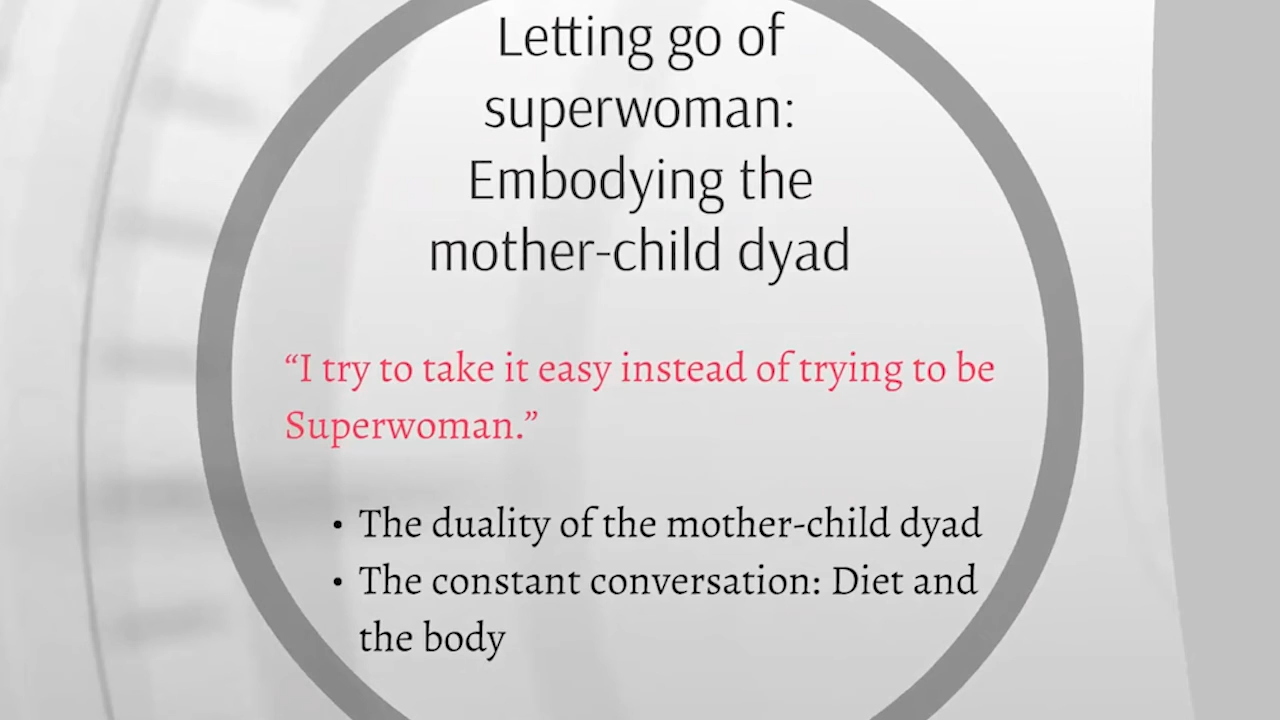 Letting go of
superwoman:
Embodying the
mother-child dyad
“I try to take it easy instead of trying to be
Superwoman.”
• The duality of the mother-child dyad
• The constant conversation: Diet and
the body